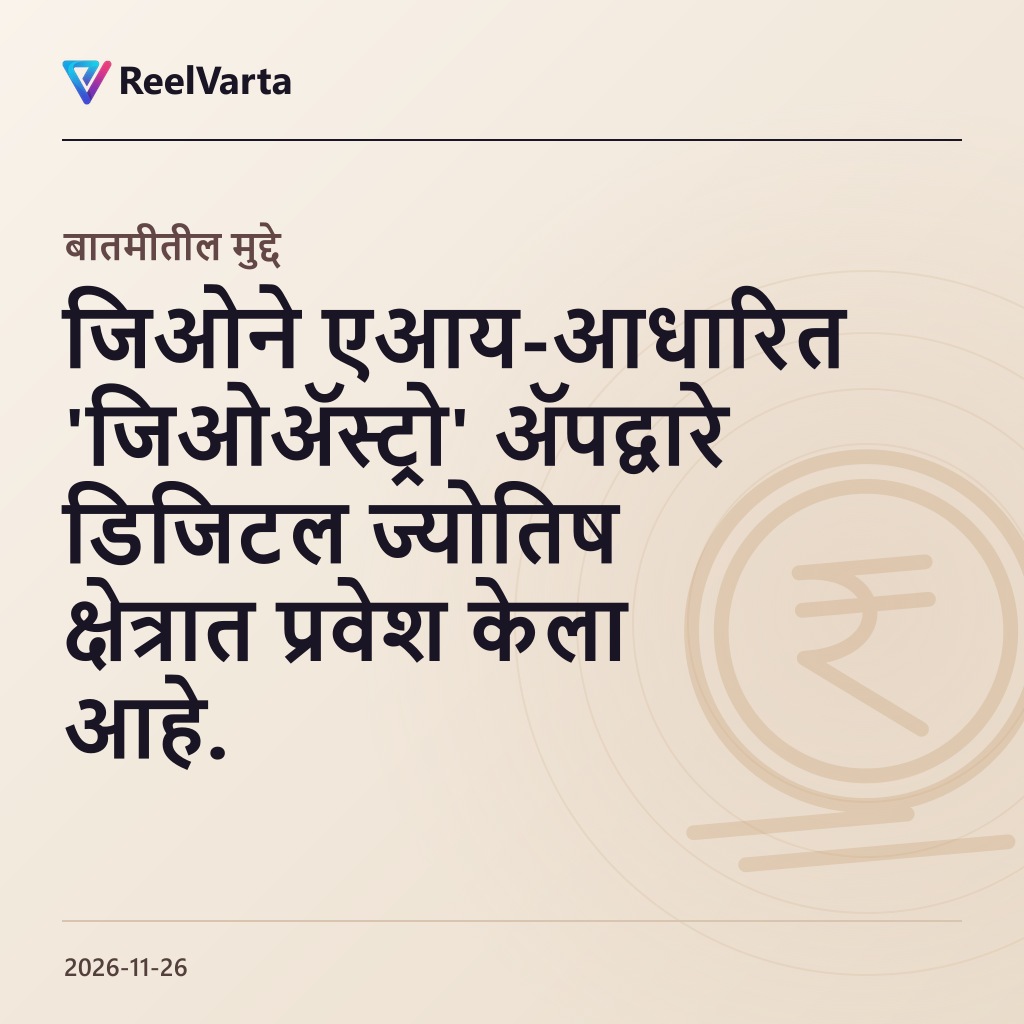 ReelVarta
बातमीतील मुद्दे
जिओने एआय-आधारित
'जिओॲस्ट्रो' ॲपद्वारे
डिजिटल ज्योतिष
क्षेत्रात प्रवेश केला
आहे.
₹
2026-11-26